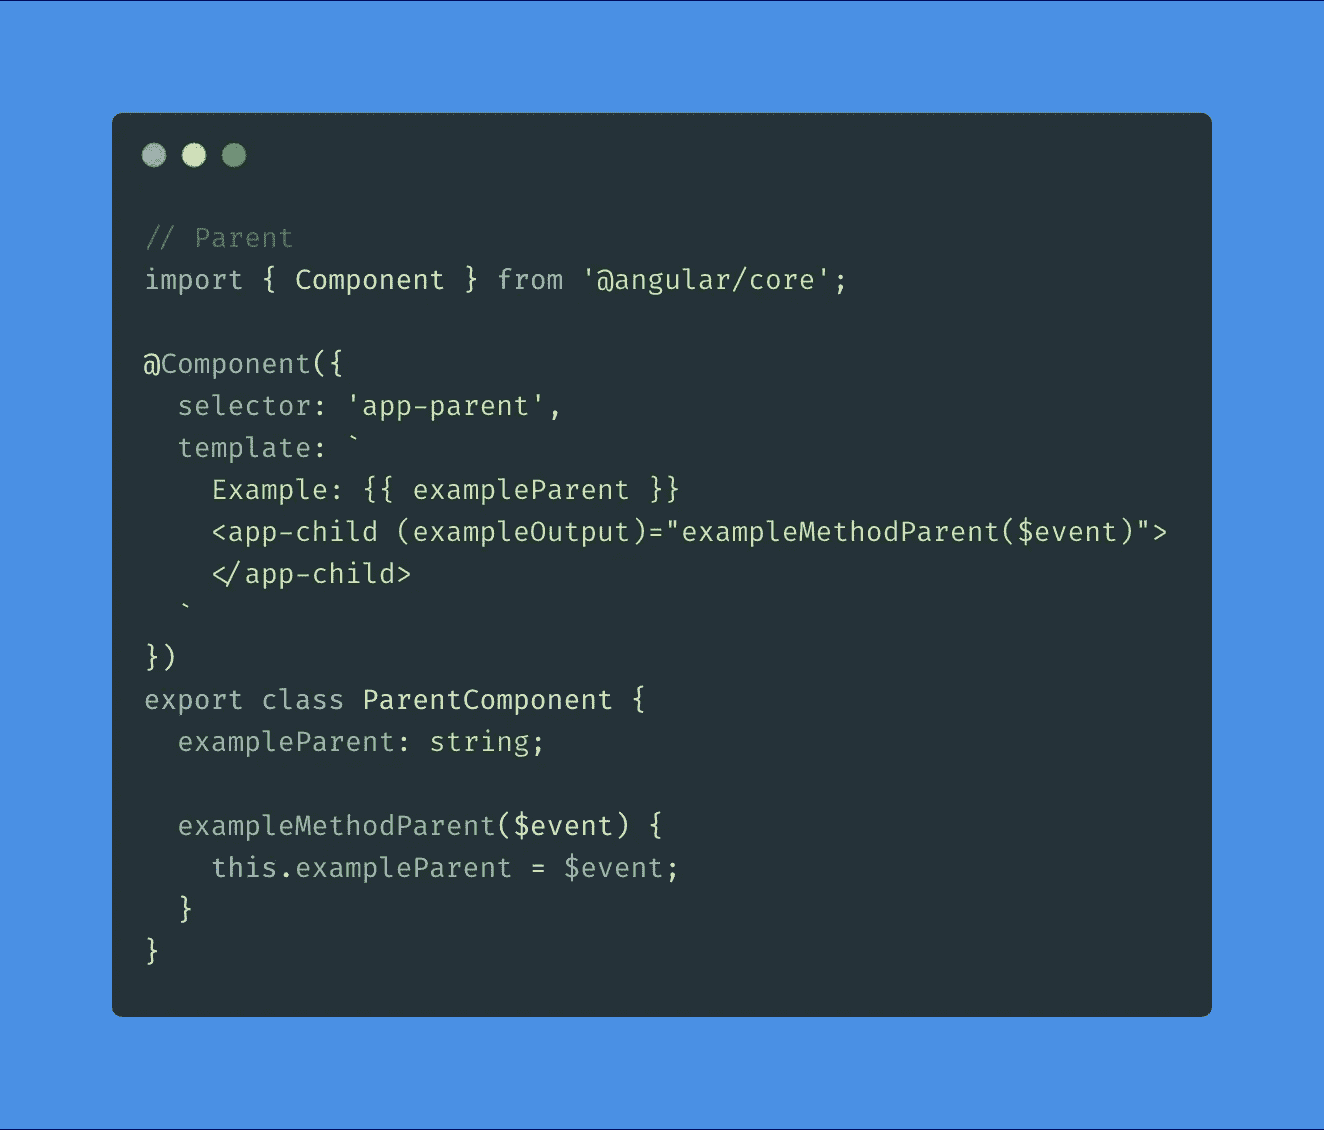 // Parent
import { Component } from '@angular/core';
@Component({
  selector: 'app-parent',
  template: `
    Example: {{ exampleParent }}
    <app-child (exampleOutput)="exampleMethodParent($event)">
    </app-child>
  `
})
export class ParentComponent {
  exampleParent: string;
  exampleMethodParent($event) {
    this.exampleParent = $event;
  }
}